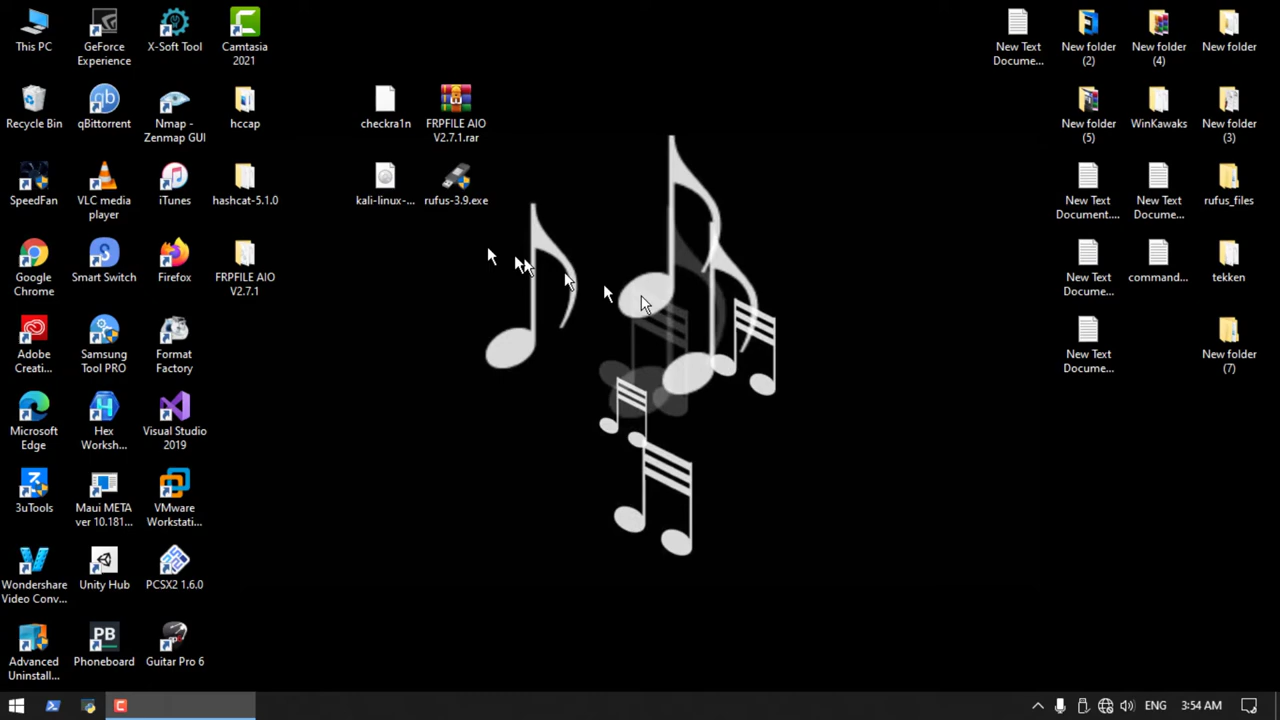 This PC
GeForce
Experience
X-Soft Tool
Camtasia
2021
Recycle Bin
qBittorrent
Nmap -
Zenmap GUI
hccap
SpeedFan
VLC media
player
iTunes
hashcat-5.1.0
Google
Chrome
Smart Switch
Firefox
FRPFILE AIO
V2.7.1
Adobe
Creati...
Samsung
Tool PRO
Format
Factory
Microsoft
Edge
Hex
Worksh...
Visual Studio
2019
3uTools
Maui META
ver 10.181...
VMware
Workstati...
Wondershare
Video Conv...
Unity Hub
PCSX2 1.6.0
Advanced
Uninstall...
PB
Phoneboard
Guitar Pro 6
checkra1n
FRPFILE AIO
V2.7.1.rar
kali-linux-...
rufus-3.9.exe
New Text
Docume...
New folder
(2)
New folder
(4)
New folder
New folder
(5)
WinKawaks
New folder
(3)
New Text
Document....
New Text
Docume...
rufus_files
New Text
Docume...
command...
tekken
New Text
Docume...
New folder
(7)
ENG
3:54 AM